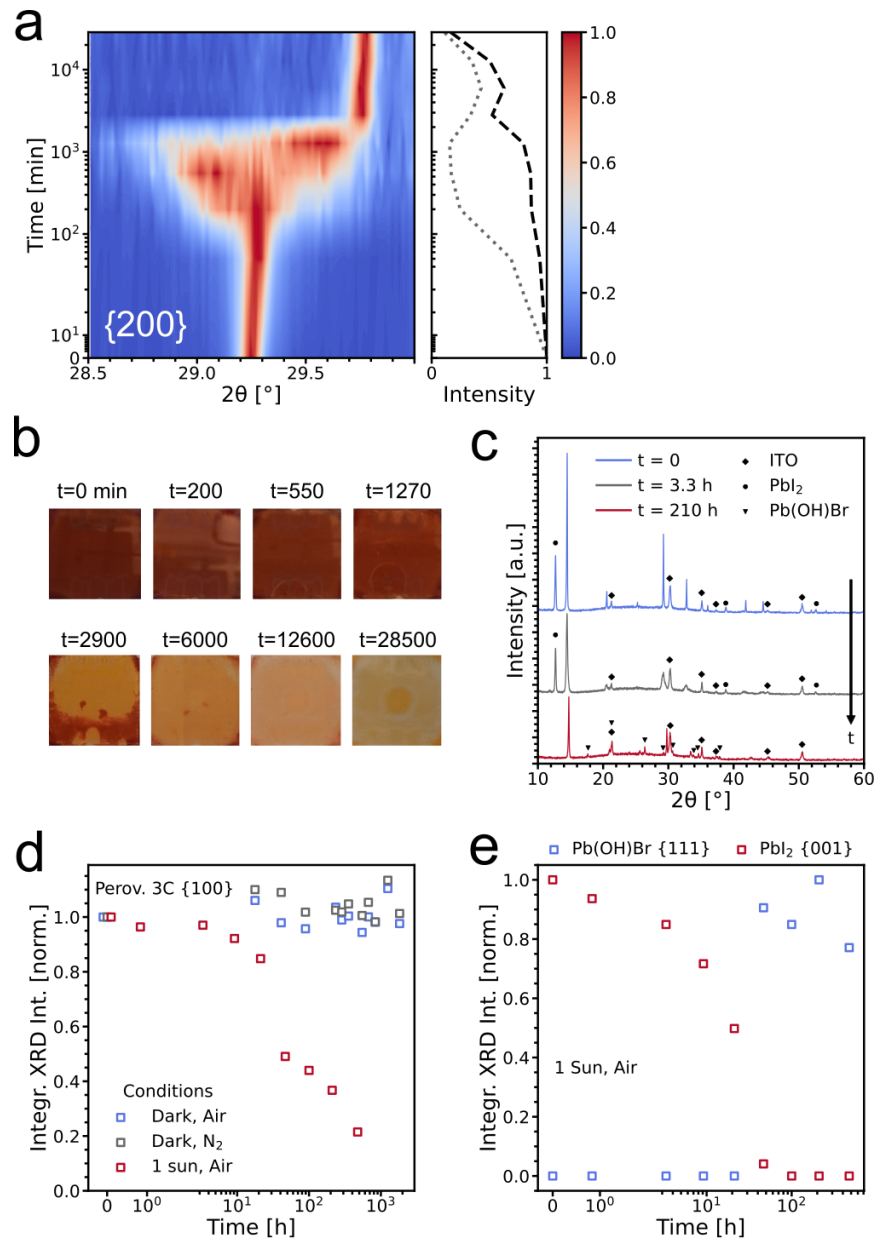 a
Time [min]
10⁴
10³
10²
10¹
0
{200}
28.5 29.0 29.5
2θ [°]
0 1
Intensity
1.0
0.8
0.6
0.4
0.2
0.0
b
t=0 min t=200 t=550 t=1270
t=2900 t=6000 t=12600 t=28500
c
Intensity [a.u.]
t = 0
t = 3.3 h
t = 210 h
ITO
PbI₂
Pb(OH)Br
t
10 20 30 40 50 60
2θ [°]
d
Integr. XRD Int. [norm.]
Perov. 3C {100}
1.0
0.8
0.6
0.4
0.2
0.0
Conditions
Dark, Air
Dark, N₂
1 sun, Air
0 10⁰ 10¹ 10² 10³
Time [h]
e
Pb(OH)Br {111} PbI₂ {001}
Integr. XRD Int. [norm.]
1.0
0.8
0.6
0.4
0.2
0.0
1 Sun, Air
0 10⁰ 10¹ 10²
Time [h]